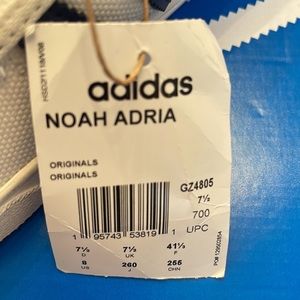 adidas
NOAH ADRIA
ORIGINALS
ORIGINALS
GZ4805
7½
700
UPC
1 95743 53819 1
7½ 7½ 41⅓
D UK F
8 260 255
US J CHN